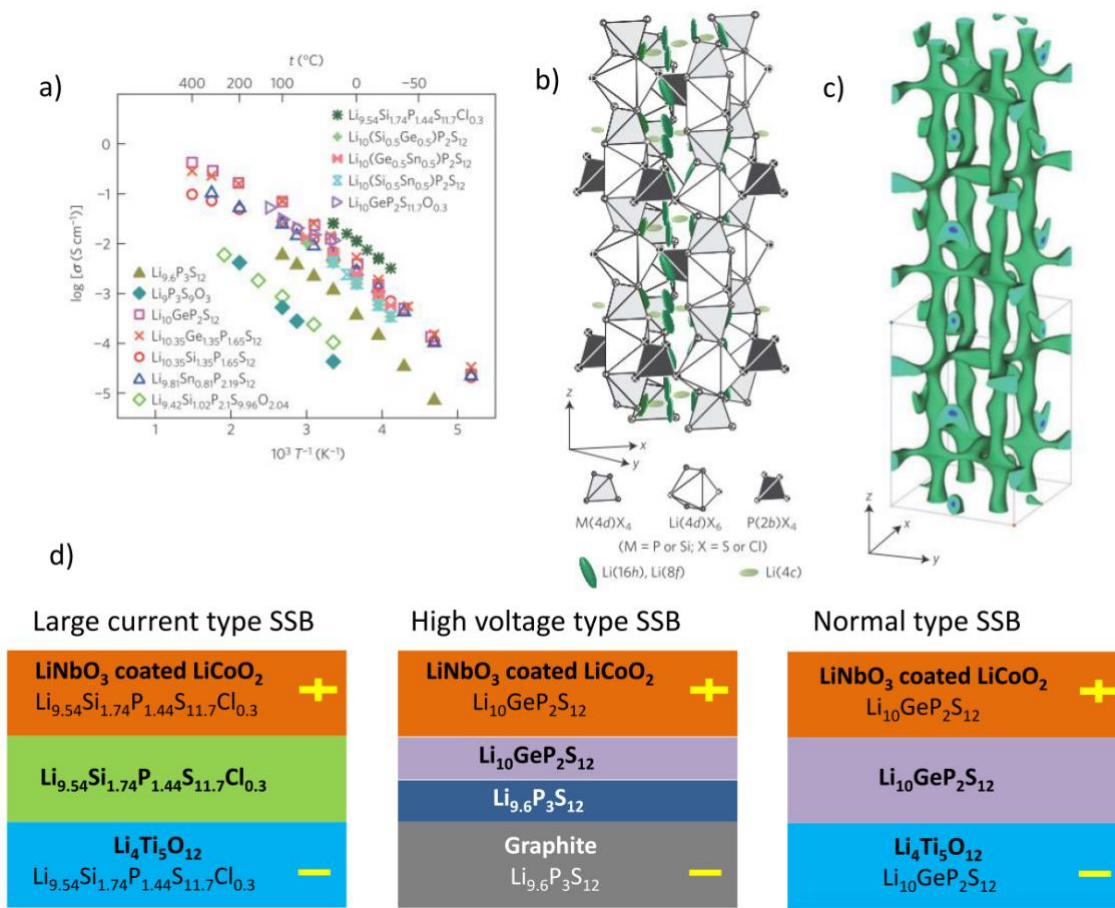 a)
t (°C)
400 200 100 0 −50
Li9.54Si1.74P1.44S11.7Cl0.3
Li10(Si0.5Ge0.5)P2S12
Li10(Ge0.5Sn0.5)P2S12
Li10(Si0.5Sn0.5)P2S12
Li10GeP2S11.7O0.3
log [σ (S cm⁻¹)]
0
−1
−2
−3
−4
−5
Li9.6P3S12
Li9P3S9O3
Li10GeP2S12
Li10.35Ge1.35P1.65S12
Li10.35Si1.35P1.65S12
Li9.81Sn0.81P2.19S12
Li9.42Si1.02P2.1S9.96O2.04
1 2 3 4 5
10³ T⁻¹ (K⁻¹)
b)
z
x
y
M(4d)X4 Li(4d)X6 P(2b)X4
(M = P or Si; X = S or Cl)
Li(16h), Li(8f) Li(4c)
c)
z
x
y
d)
Large current type SSB
LiNbO3 coated LiCoO2
Li9.54Si1.74P1.44S11.7Cl0.3
+
Li9.54Si1.74P1.44S11.7Cl0.3
Li4Ti5O12
Li9.54Si1.74P1.44S11.7Cl0.3
−
High voltage type SSB
LiNbO3 coated LiCoO2
Li10GeP2S12
+
Li10GeP2S12
Li9.6P3S12
Graphite
Li9.6P3S12
−
Normal type SSB
LiNbO3 coated LiCoO2
Li10GeP2S12
+
Li10GeP2S12
Li4Ti5O12
Li10GeP2S12
−